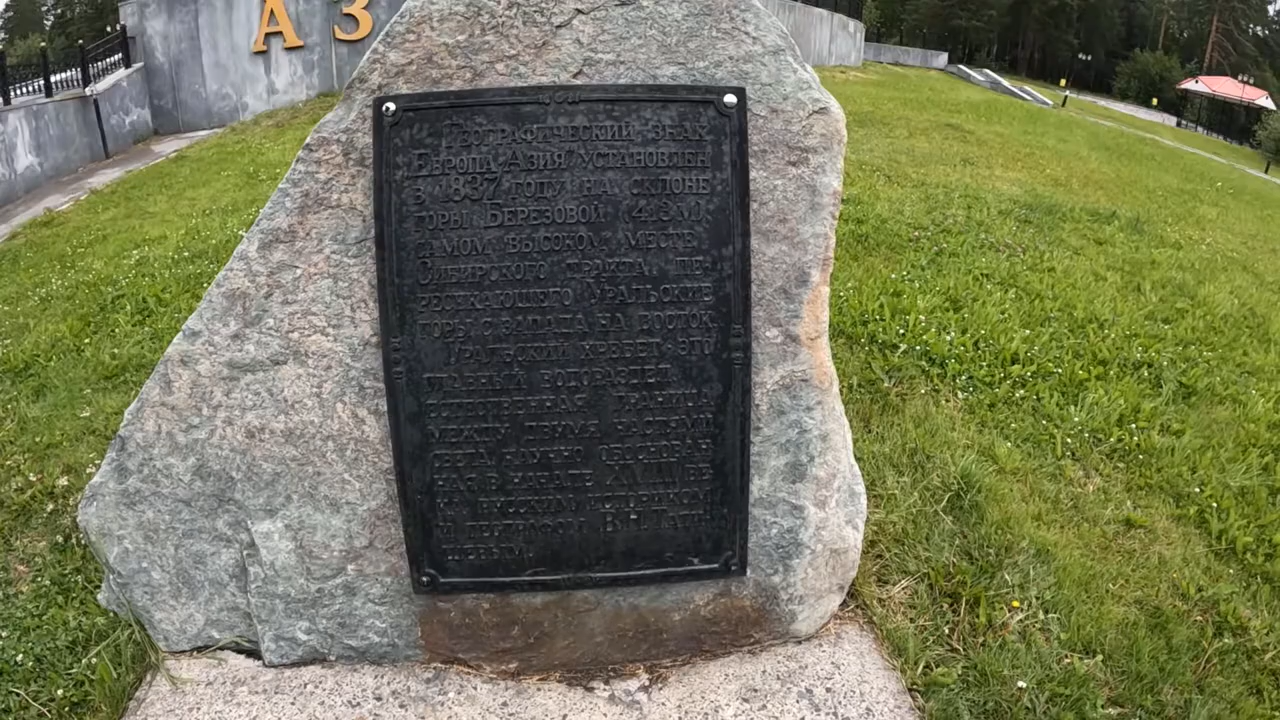 А З
Географический знак
"Европа-Азия" установлен
в 1837 году на склоне
горы Березовой (413м)
самом высоком месте
Сибирского тракта, пе-
ресекающего Уральские
горы с запада на восток.
Уральский хребет - это
главный водораздел,
естественная граница
между двумя частями
света, научно обоснован-
ная в начале XVIII ве-
ка русским историком
и географом В.Н.Тати-
щевым.